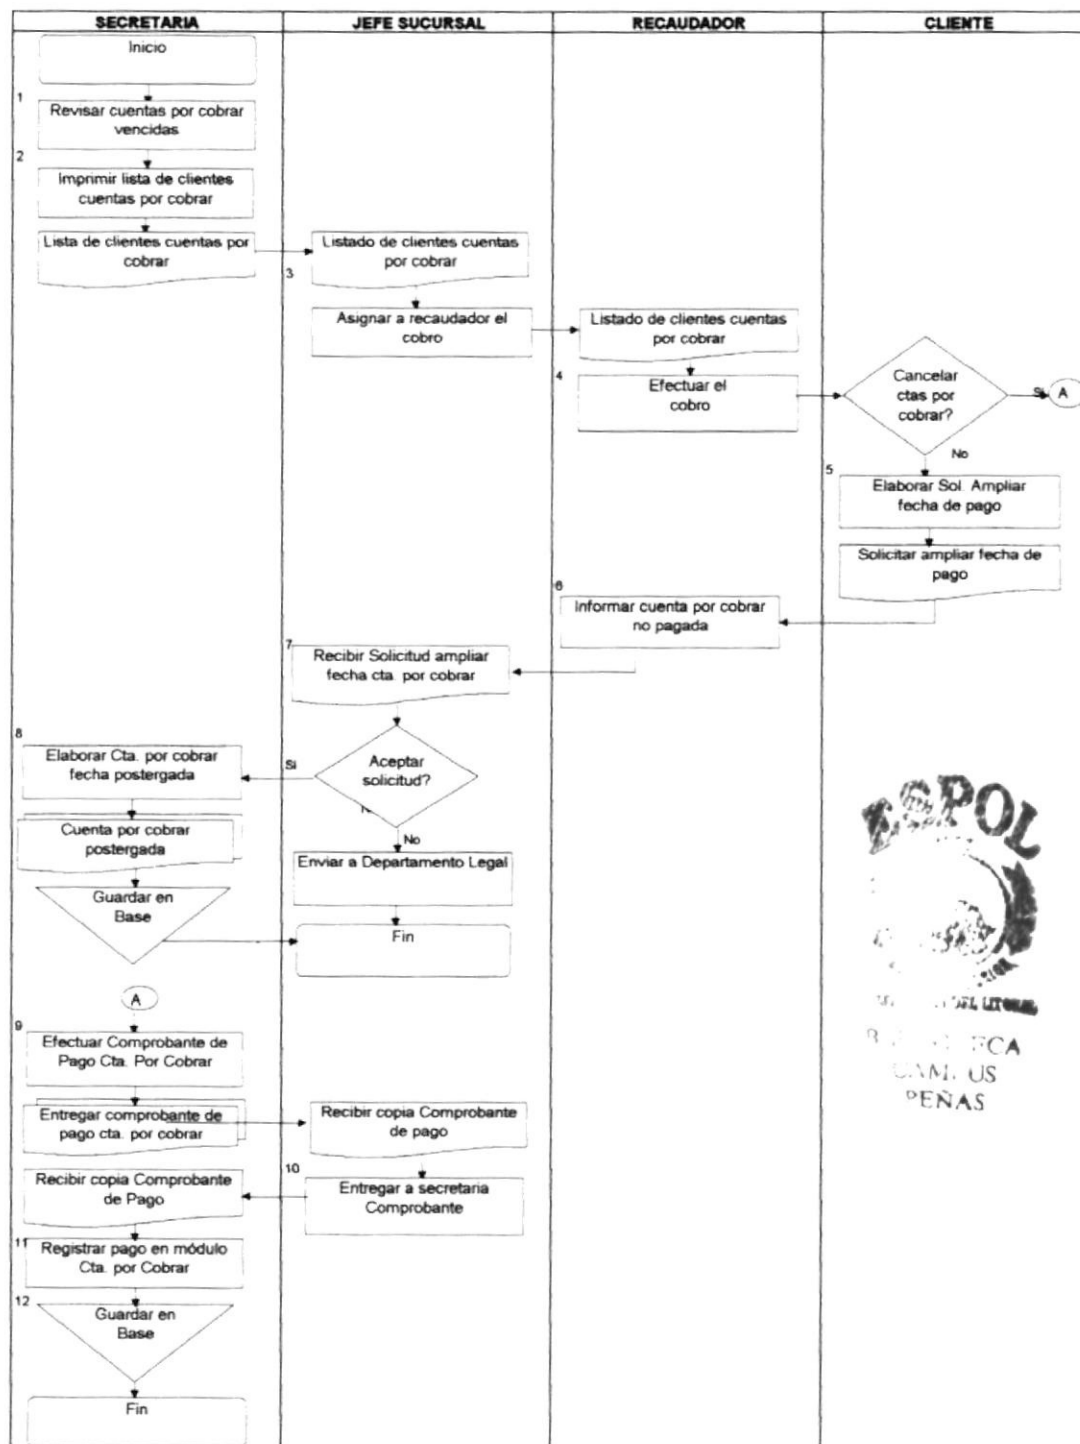 SECRETARIA
JEFE SUCURSAL
RECAUDADOR
CLIENTE
Inicio
1
Revisar cuentas por cobrar
vencidas
2
Imprimir lista de clientes
cuentas por cobrar
Lista de clientes cuentas por
cobrar
Listado de clientes cuentas
por cobrar
3
Asignar a recaudador el
cobro
Listado de clientes cuentas
por cobrar
4
Efectuar el
cobro
Cancelar
ctas por
cobrar?
Si
A
No
5
Elaborar Sol. Ampliar
fecha de pago
Solicitar ampliar fecha de
pago
6
Informar cuenta por cobrar
no pagada
7
Recibir Solicitud ampliar
fecha cta. por cobrar
Aceptar
solicitud?
Si
8
Elaborar Cta. por cobrar
fecha postergada
Cuenta por cobrar
postergada
Guardar en
Base
No
Enviar a Departamento Legal
Fin
A
9
Efectuar Comprobante de
Pago Cta. Por Cobrar
Entregar comprobante de
pago cta. por cobrar
Recibir copia Comprobante
de pago
10
Entregar a secretaria
Comprobante
Recibir copia Comprobante
de Pago
11
Registrar pago en módulo
Cta. por Cobrar
12
Guardar en
Base
Fin
ESPOL
DEL LITORAL
PEÑAS